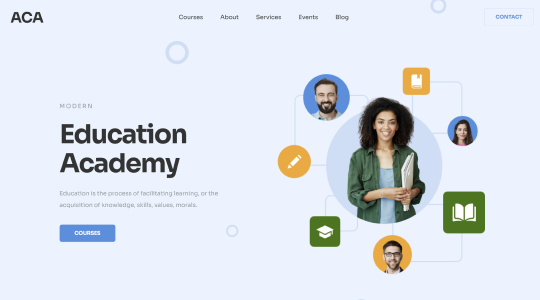 ACA
Courses About Services Events Blog
CONTACT
MODERN
Education
Academy
Education is the process of facilitating learning, or the
acquisition of knowledge, skills, values, morals.
COURSES